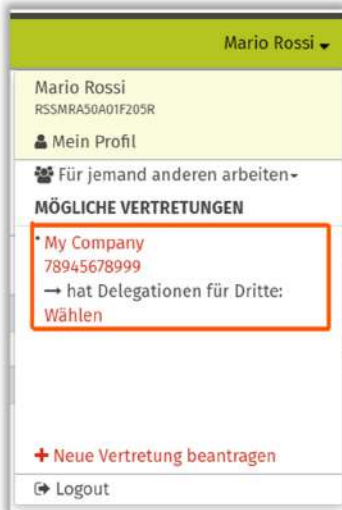 Mario Rossi
Mario Rossi
RSSMRA50A01F205R
Mein Profil
Für jemand anderen arbeiten
MÖGLICHE VERTRETUNGEN
My Company
78945678999
→ hat Delegationen für Dritte:
Wählen
+ Neue Vertretung beantragen
Logout